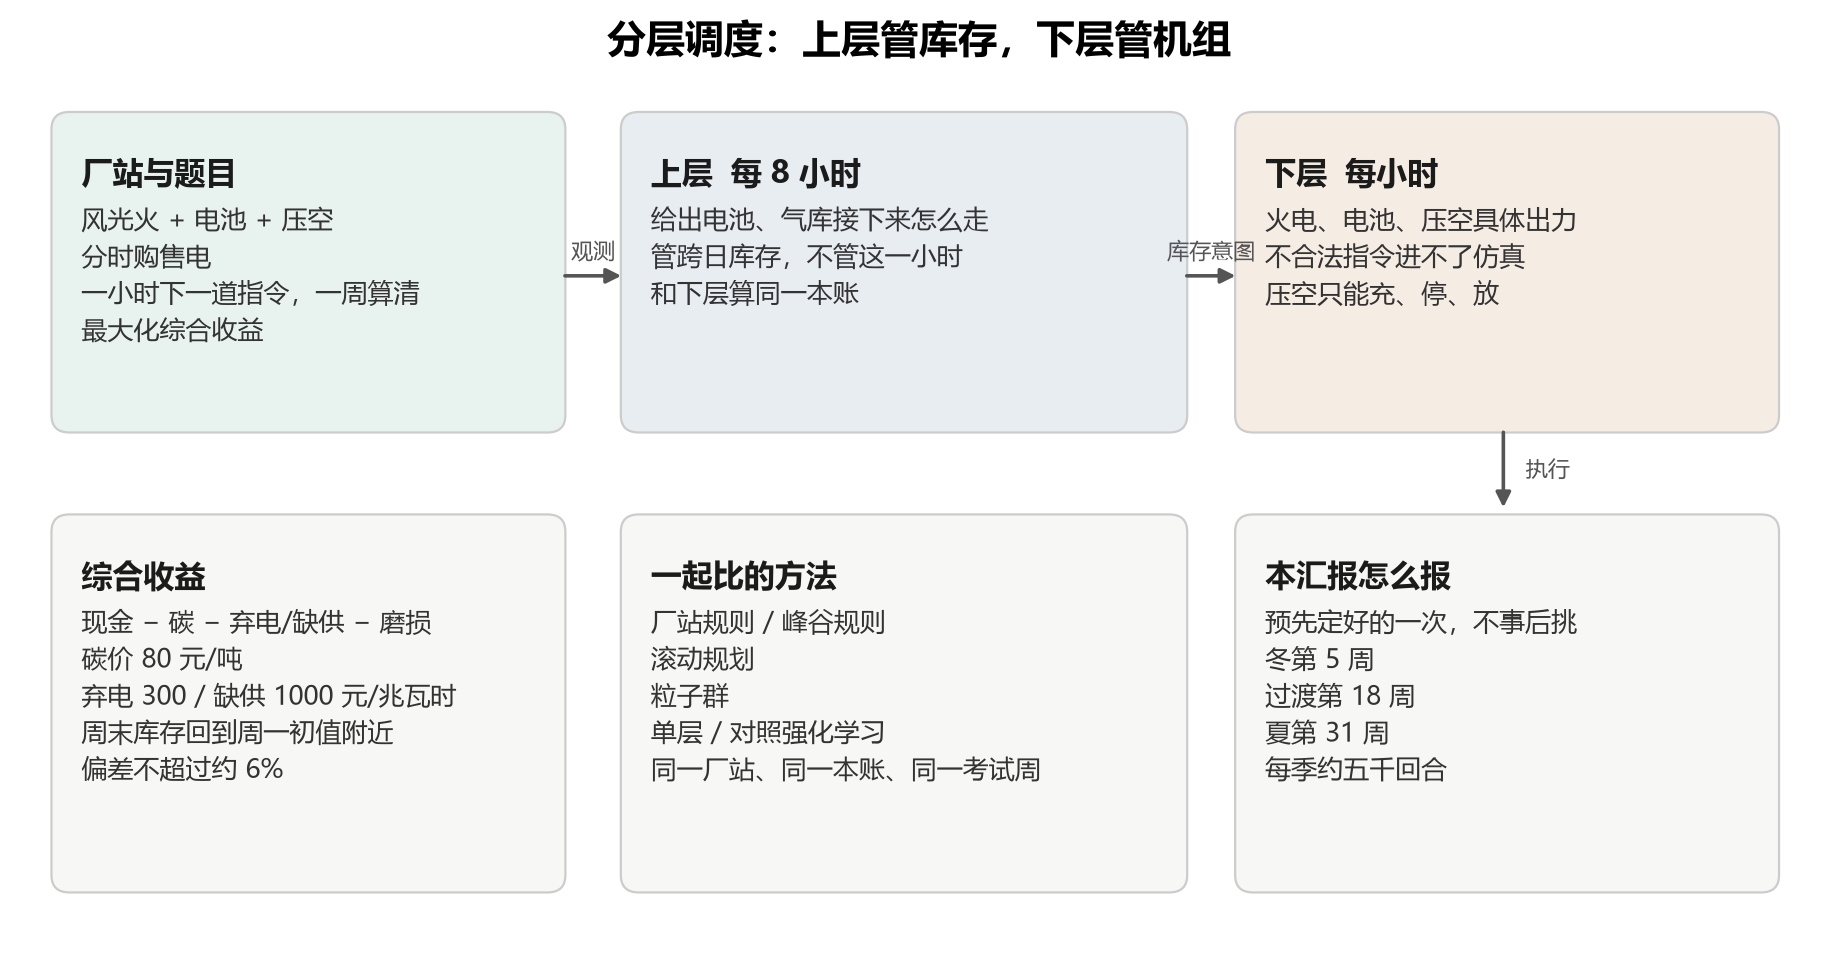 分层调度：上层管库存，下层管机组
厂站与题目
风光火 + 电池 + 压空
分时购售电
一小时下一道指令，一周算清
最大化综合收益
观测
上层 每 8 小时
给出电池、气库接下来怎么走
管跨日库存，不管这一小时
和下层算同一本账
库存意图
下层 每小时
火电、电池、压空具体出力
不合法指令进不了仿真
压空只能充、停、放
执行
综合收益
现金 − 碳 − 弃电/缺供 − 磨损
碳价 80 元/吨
弃电 300 / 缺供 1000 元/兆瓦时
周末库存回到周一初值附近
偏差不超过约 6%
一起比的方法
厂站规则 / 峰谷规则
滚动规划
粒子群
单层 / 对照强化学习
同一厂站、同一本账、同一考试周
本汇报怎么报
预先定好的一次，不事后挑
冬第 5 周
过渡第 18 周
夏第 31 周
每季约五千回合